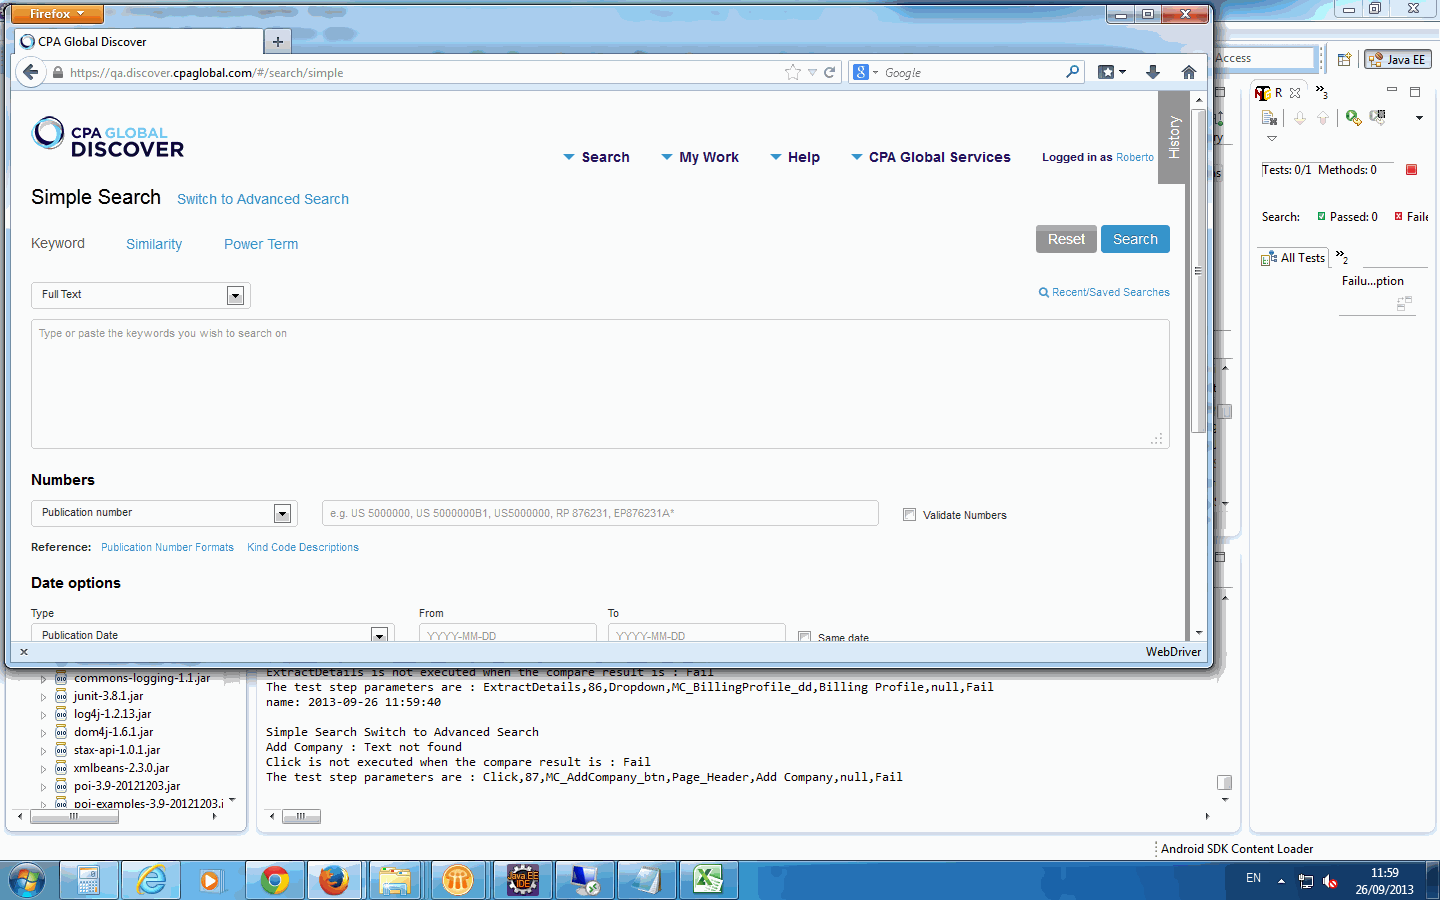 Firefox
CPA Global Discover
https://qa.discover.cpaglobal.com/#/search/simple
Google
Access
Java EE
CPA GLOBAL
DISCOVER
Search
My Work
Help
CPA Global Services
Logged in as Roberto
History
R
3
Tests: 0/1 Methods: 0
Simple Search
Switch to Advanced Search
Search:
Passed: 0
Faile
Keyword
Similarity
Power Term
Reset
Search
All Tests
2
Failu...ption
Full Text
Recent/Saved Searches
Type or paste the keywords you wish to search on
Numbers
Publication number
e.g. US 5000000, US 5000000B1, US5000000, RP 876231, EP876231A*
Validate Numbers
Reference:
Publication Number Formats
Kind Code Descriptions
Date options
Type
From
To
Publication Date
YYYY-MM-DD
YYYY-MM-DD
Same date
WebDriver
commons-logging-1.1.jar
junit-3.8.1.jar
log4j-1.2.13.jar
dom4j-1.6.1.jar
stax-api-1.0.1.jar
xmlbeans-2.3.0.jar
poi-3.9-20121203.jar
poi-examples-3.9-20121203.j
ExtractDetails is not executed when the compare result is : Fail
The test step parameters are : ExtractDetails,86,Dropdown,MC_BillingProfile_dd,Billing Profile,null,Fail
name: 2013-09-26 11:59:40
Simple Search Switch to Advanced Search
Add Company : Text not found
Click is not executed when the compare result is : Fail
The test step parameters are : Click,87,MC_AddCompany_btn,Page_Header,Add Company,null,Fail
Android SDK Content Loader
Java EE
IDE
EN
11:59
26/09/2013